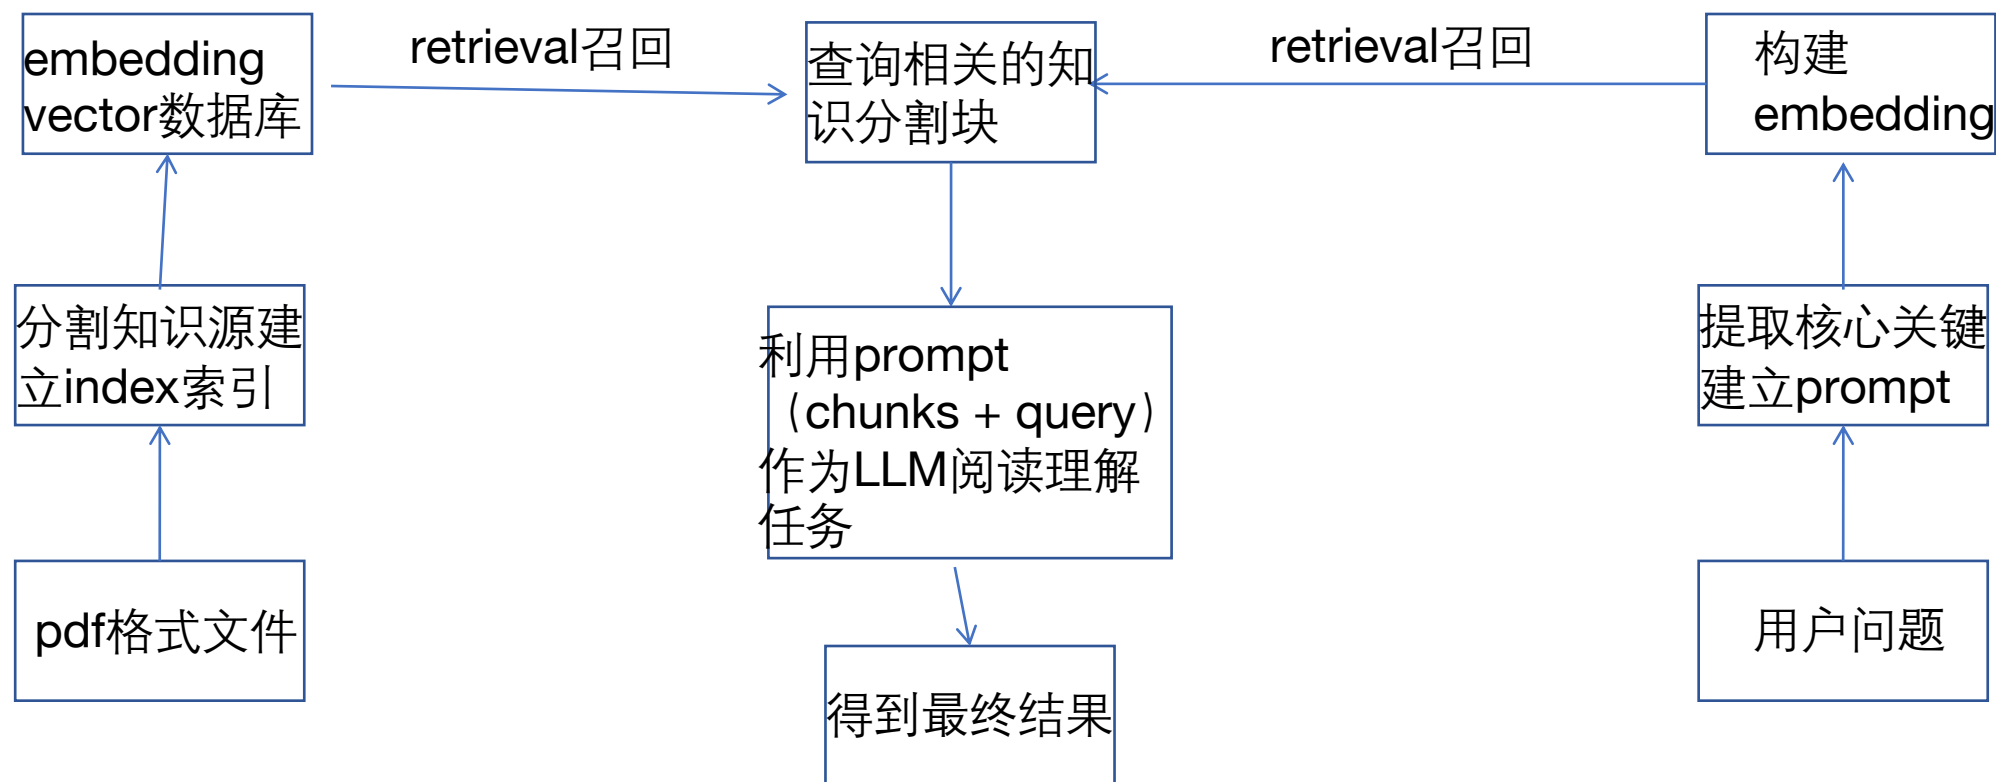 embedding
vector数据库
retrieval召回
查询相关的知
识分割块
retrieval召回
构建
embedding
分割知识源建
立index索引
利用prompt
（chunks + query）
作为LLM阅读理解
任务
提取核心关键
建立prompt
pdf格式文件
得到最终结果
用户问题